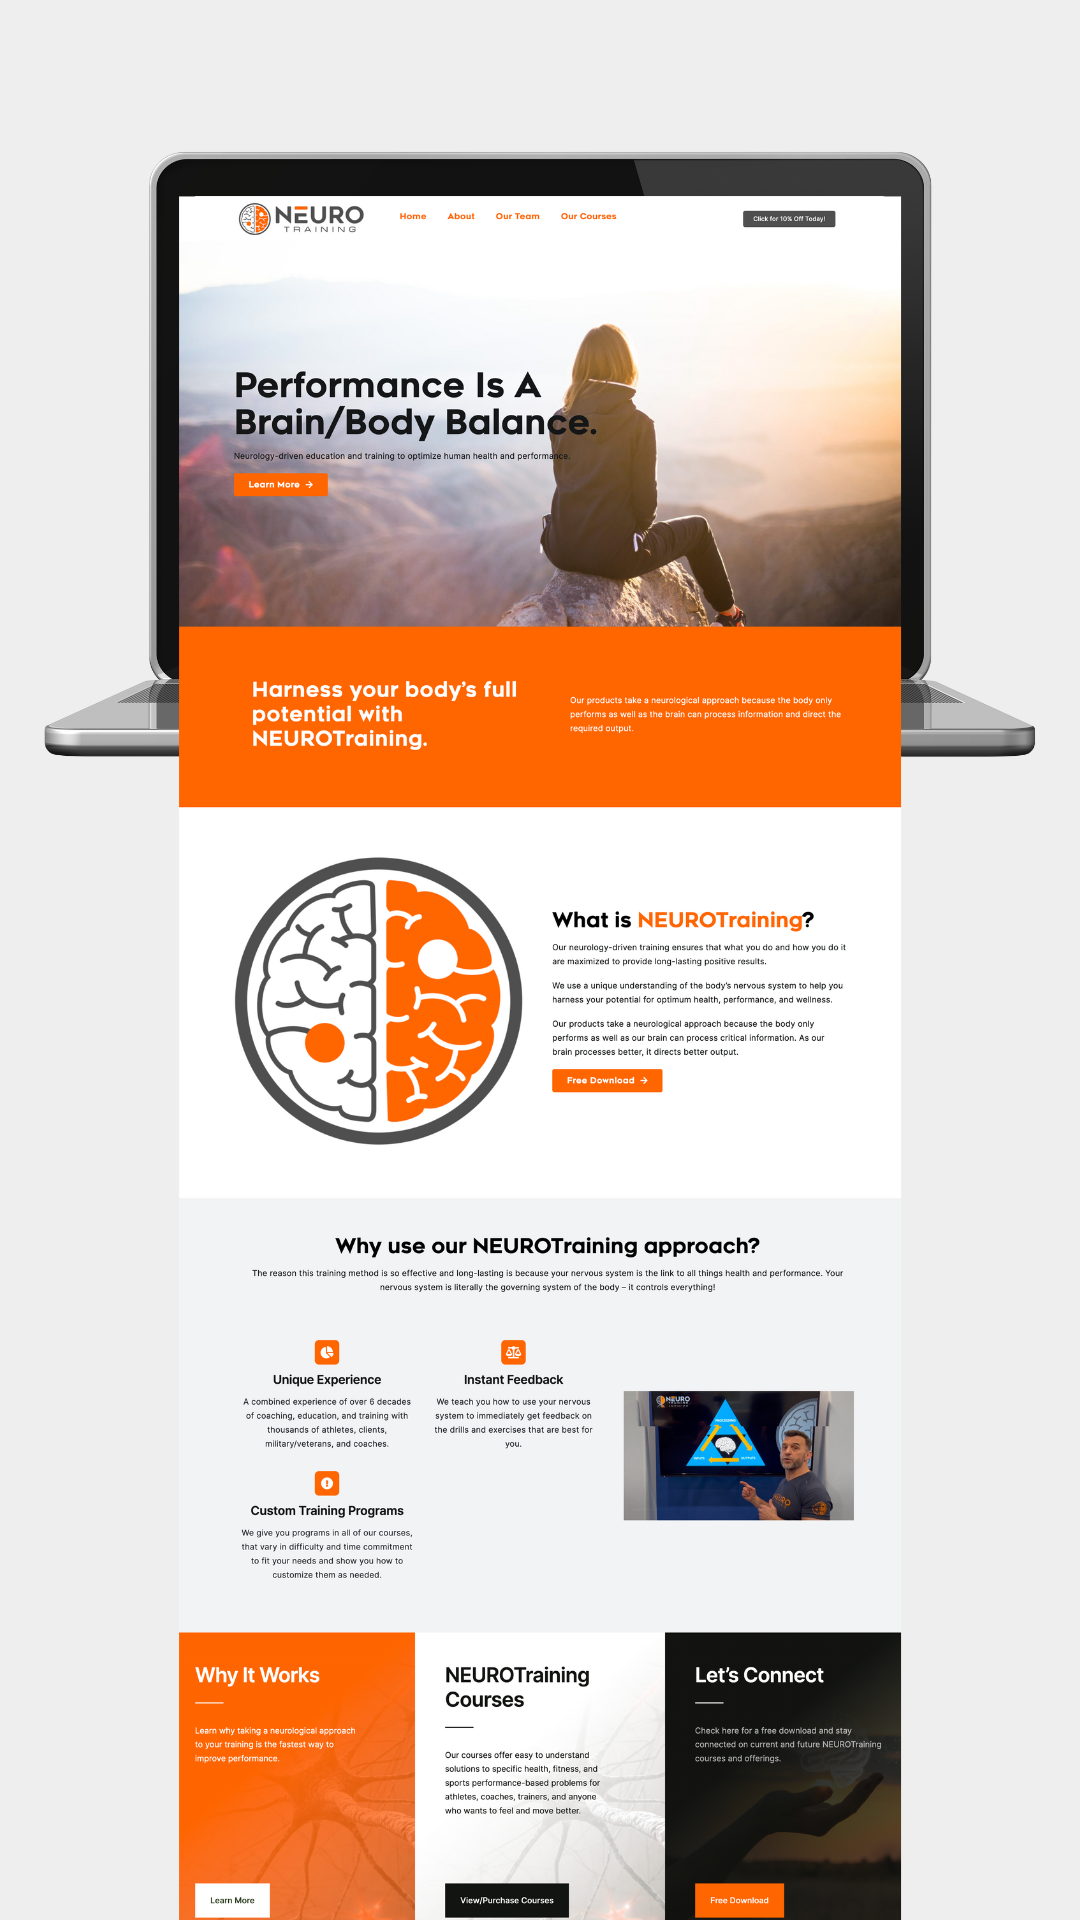 NEURO
TRAINING
Home About Our Team Our Courses
Click for 10% Off Today!
Performance Is A
Brain/Body Balance.
Neurology-driven education and training to optimize human health and performance.
Learn More →
Harness your body's full
potential with
NEUROTraining.
Our products take a neurological approach because the body only
performs as well as the brain can process information and direct the
required output.
What is NEUROTraining?
Our neurology-driven training ensures that what you do and how you do it
are maximized to provide long-lasting positive results.
We use a unique understanding of the body's nervous system to help you
harness your potential for optimum health, performance, and wellness.
Our products take a neurological approach because the body only
performs as well as our brain can process critical information. As our
brain processes better, it directs better output.
Free Download →
Why use our NEUROTraining approach?
The reason this training method is so effective and long-lasting is because your nervous system is the link to all things health and performance. Your
nervous system is literally the governing system of the body – it controls everything!
Unique Experience
A combined experience of over 6 decades
of coaching, education, and training with
thousands of athletes, clients,
military/veterans, and coaches.
Instant Feedback
We teach you how to use your nervous
system to immediately get feedback on
the drills and exercises that are best for
you.
Custom Training Programs
We give you programs in all of our courses,
that vary in difficulty and time commitment
to fit your needs and show you how to
customize them as needed.
NEURO
TRAINING
PROCESSING
INPUTS
OUTPUTS
Why It Works
Learn why taking a neurological approach
to your training is the fastest way to
improve performance.
Learn More
NEUROTraining
Courses
Our courses offer easy to understand
solutions to specific health, fitness, and
sports performance-based problems for
athletes, coaches, trainers, and anyone
who wants to feel and move better.
View/Purchase Courses
Let's Connect
Check here for a free download and stay
connected on current and future NEUROTraining
courses and offerings.
Free Download